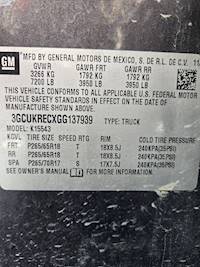 GM
MFD BY GENERAL MOTORS DE MEXICO, S. DE R.L. DE C.V.
GVWR GAWR FRT GAWR RR
3266 KG 1792 KG 1792 KG
7200 LB 3950 LB 3950 LB
THIS VEHICLE CONFORMS TO ALL APPLICABLE U.S. FEDERAL
MOTOR VEHICLE SAFETY STANDARDS IN EFFECT ON THE DATE OF
MANUFACTURE SHOWN ABOVE.
3GCUKRECXGG137939 TYPE: TRUCK
MODEL: K15543
KGVL TIRE SIZE SPEED RTG RIM COLD TIRE PRESSURE
FRT P265/65R18 T 18X8.5J 240KPA(35PSI)
RR P265/65R18 T 18X8.5J 240KPA(35PSI)
SPA P265/70R17 S 17X7.5J 240KPA(35PSI)
SEE OWNER'S MANUAL FOR ADDITIONAL INFORMATION